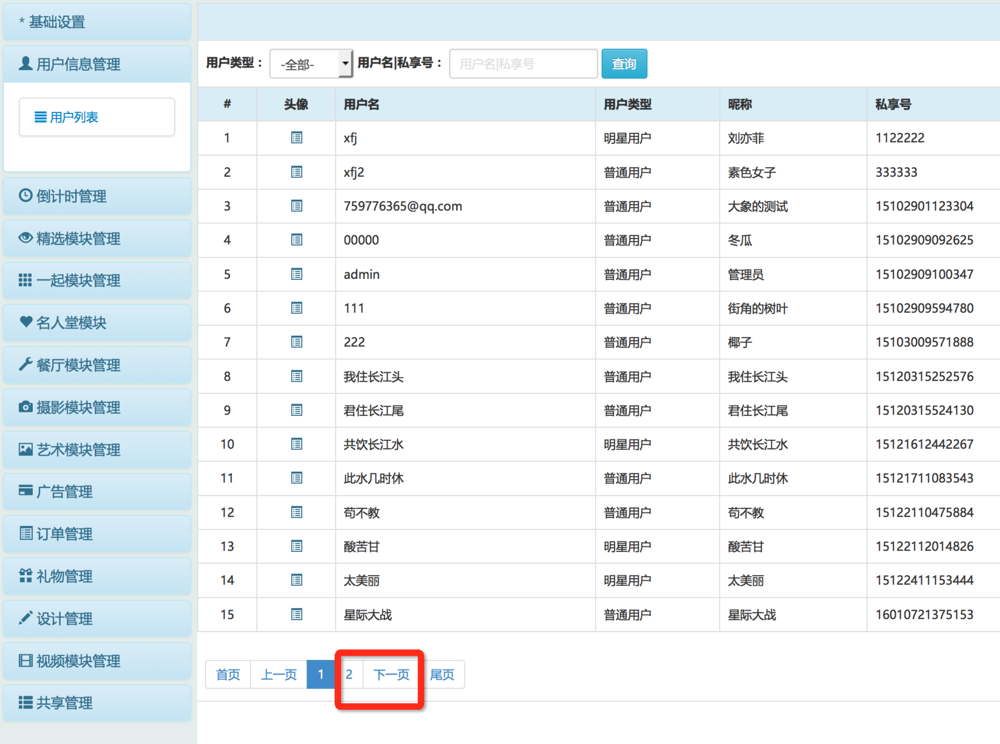 * 基础设置
用户信息管理
用户列表
倒计时管理
精选模块管理
一起模块管理
名人堂模块
餐厅模块管理
摄影模块管理
艺术模块管理
广告管理
订单管理
礼物管理
设计管理
视频模块管理
共享管理
用户类型： -全部- 用户名|私享号： 用户名|私享号 查询
# 头像 用户名 用户类型 昵称 私享号
1 xfj 明星用户 刘亦菲 1122222
2 xfj2 普通用户 素色女子 333333
3 759776365@qq.com 普通用户 大象的测试 15102901123304
4 00000 普通用户 冬瓜 15102909092625
5 admin 普通用户 管理员 15102909100347
6 111 普通用户 街角的树叶 15102909594780
7 222 普通用户 椰子 15103009571888
8 我住长江头 普通用户 我住长江头 15120315252576
9 君住长江尾 普通用户 君住长江尾 15120315524130
10 共饮长江水 明星用户 共饮长江水 15121612442267
11 此水几时休 普通用户 此水几时休 15121711083543
12 苟不教 普通用户 苟不教 15122110475884
13 酸苦甘 明星用户 酸苦甘 15122112014826
14 太美丽 明星用户 太美丽 15122411153444
15 星际大战 普通用户 星际大战 16010721375153
首页 上一页 1 2 下一页 尾页